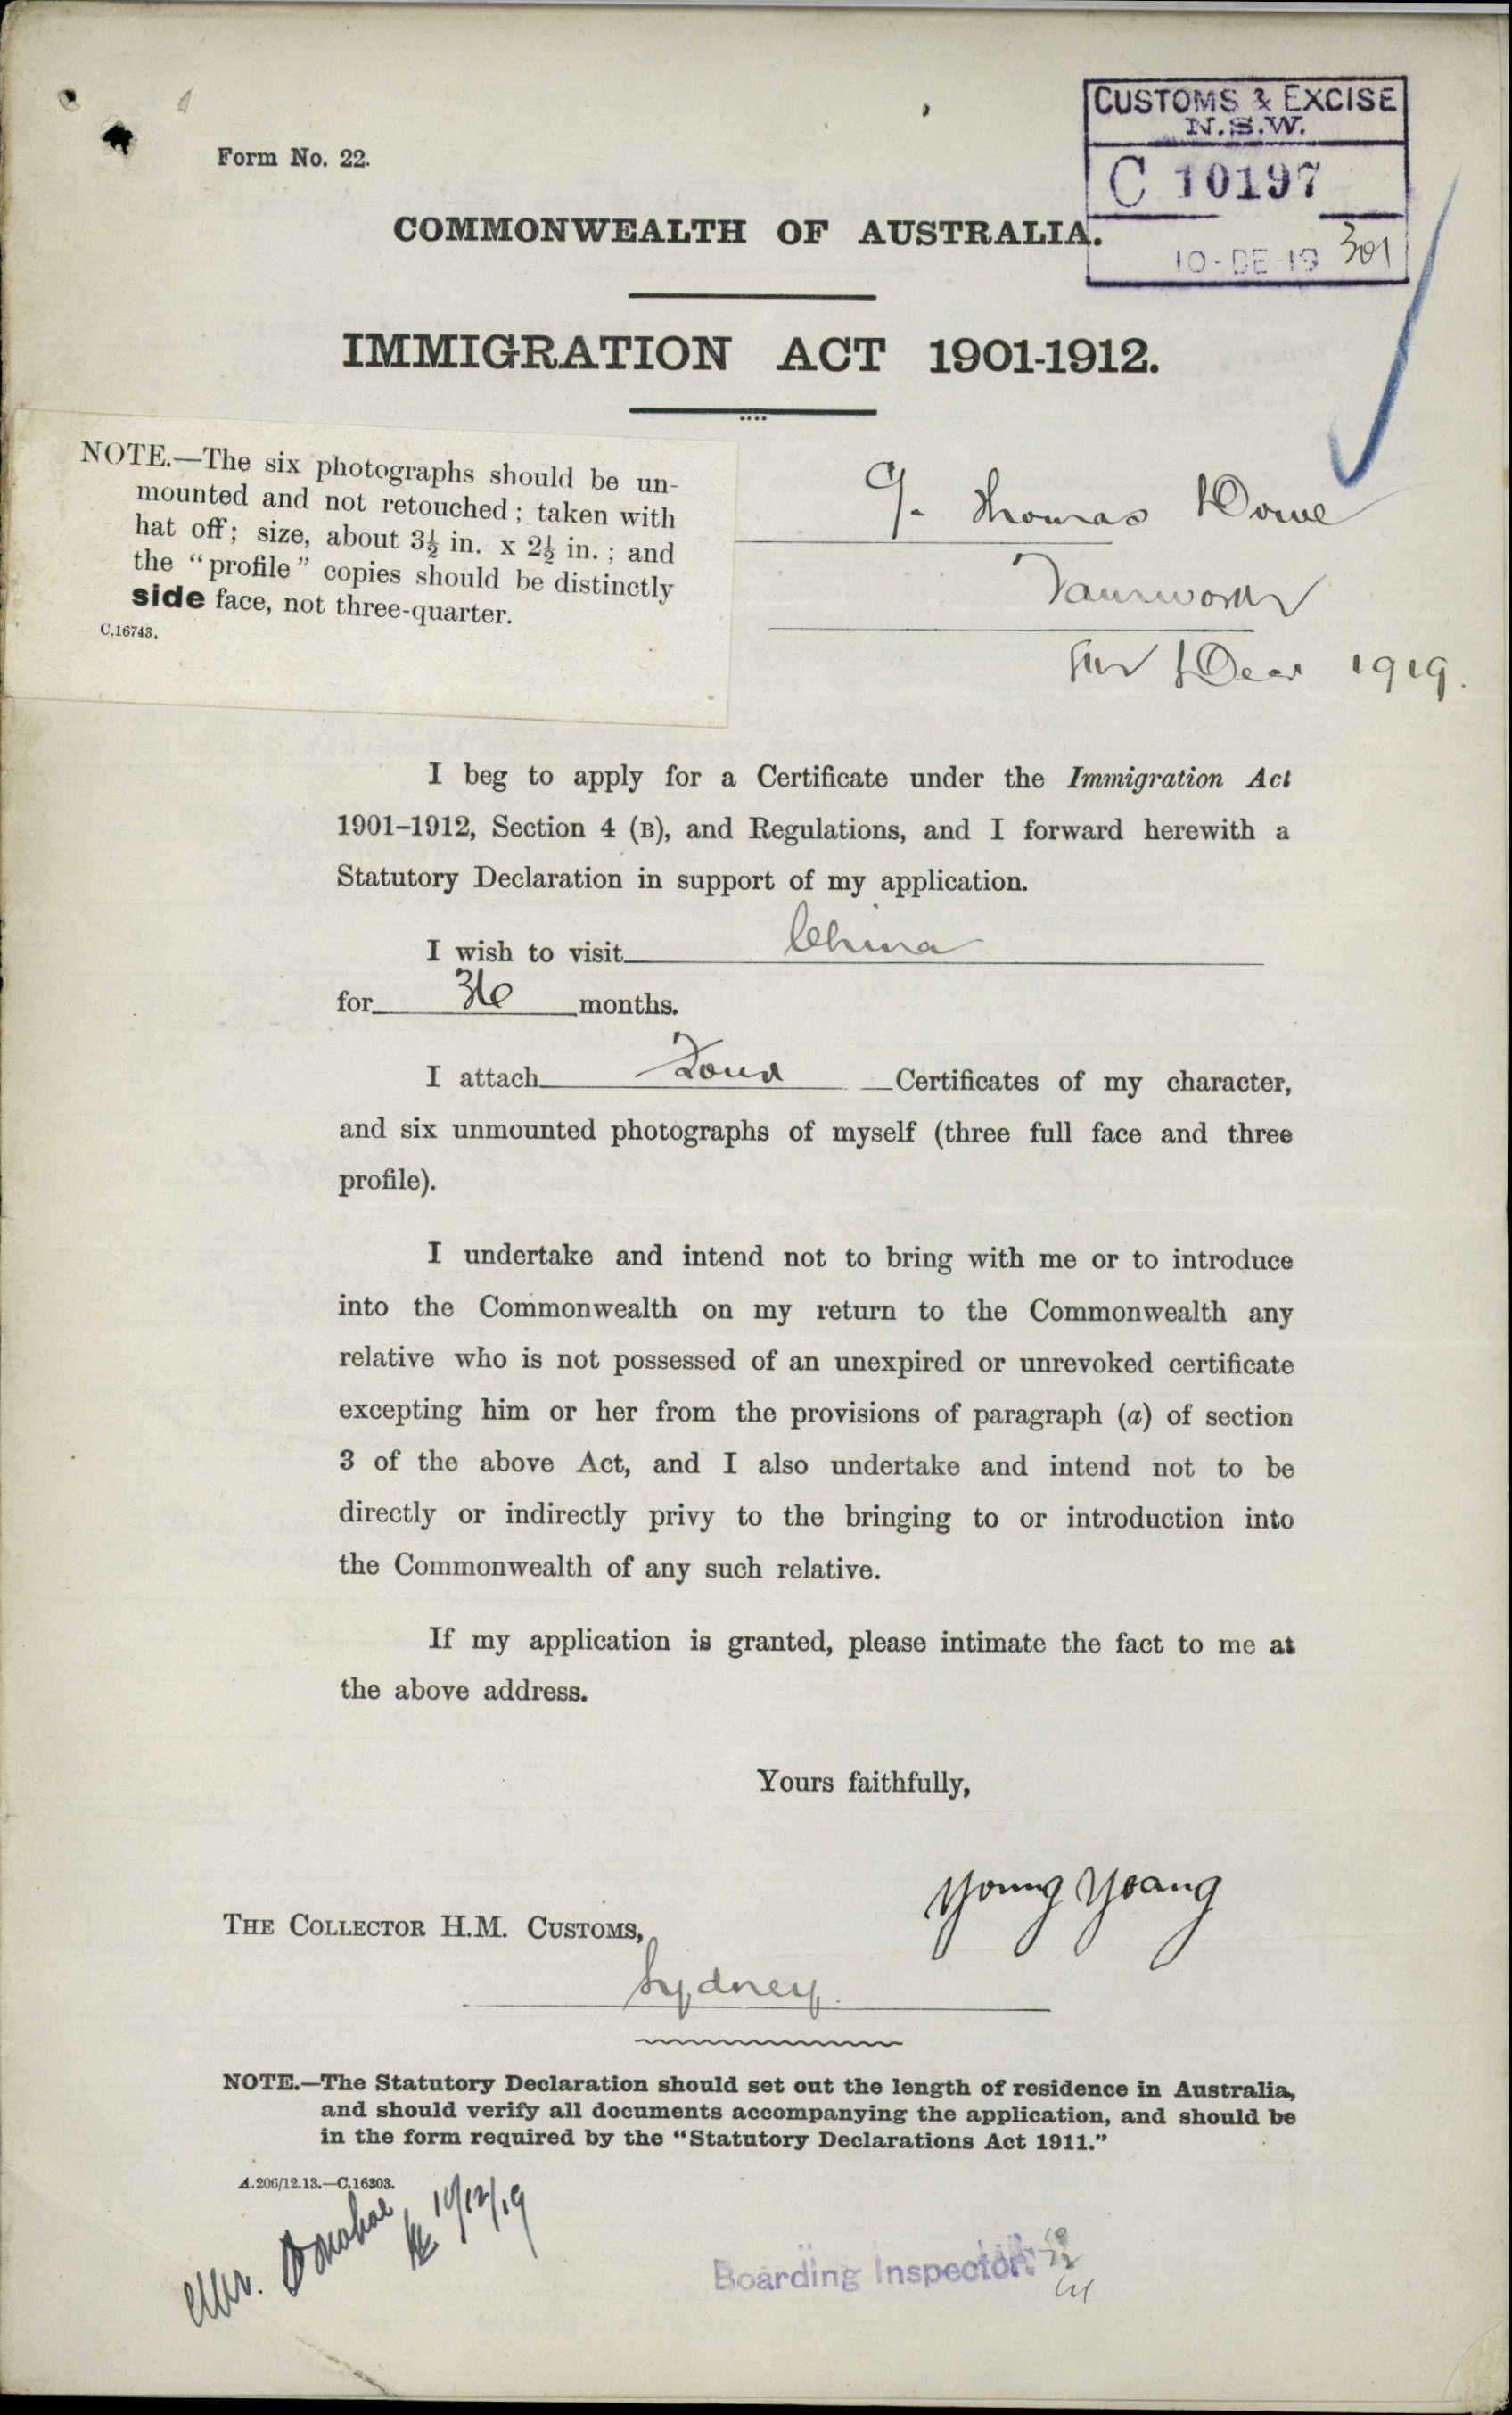 CUSTOMS & EXCISE
N.S.W.
C 10197
10-DE-19 301
Form No. 22.
COMMONWEALTH OF AUSTRALIA.
IMMIGRATION ACT 1901-1912.
NOTE.—The six photographs should be un-
mounted and not retouched; taken with
hat off; size, about 3½ in. x 2½ in.; and
the "profile" copies should be distinctly
side face, not three-quarter.
C.16743.
Thomas Dowe
Tamworth
1919.
I beg to apply for a Certificate under the Immigration Act
1901–1912, Section 4 (B), and Regulations, and I forward herewith a
Statutory Declaration in support of my application.
I wish to visit China
for 36 months.
I attach Four Certificates of my character,
and six unmounted photographs of myself (three full face and three
profile).
I undertake and intend not to bring with me or to introduce
into the Commonwealth on my return to the Commonwealth any
relative who is not possessed of an unexpired or unrevoked certificate
excepting him or her from the provisions of paragraph (a) of section
3 of the above Act, and I also undertake and intend not to be
directly or indirectly privy to the bringing to or introduction into
the Commonwealth of any such relative.
If my application is granted, please intimate the fact to me at
the above address.
Yours faithfully,
Young Yoang
THE COLLECTOR H.M. CUSTOMS,
Sydney.
NOTE.—The Statutory Declaration should set out the length of residence in Australia,
and should verify all documents accompanying the application, and should be
in the form required by the "Statutory Declarations Act 1911."
A.206/12.13.—C.16303.
Mr. Donohoe
Boarding Inspector.